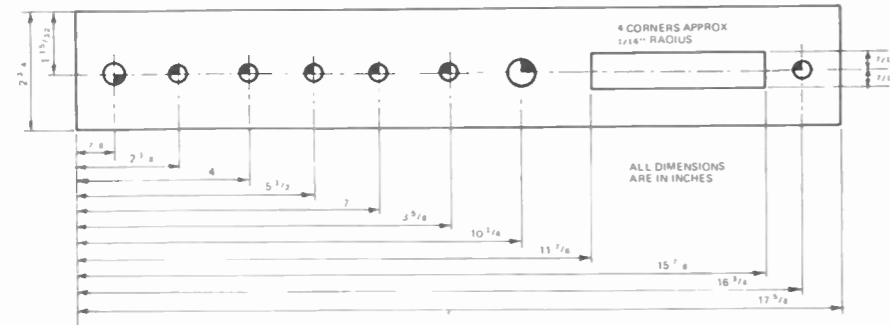 4 CORNERS APPROX
1/16" RADIUS
1 15/32
2 3 4
7 8
2 1 8
4
5 1/2
7
3 5/8
10 1/4
11 7/8
15 7 8
16 3/4
17 5/8
ALL DIMENSIONS
ARE IN INCHES